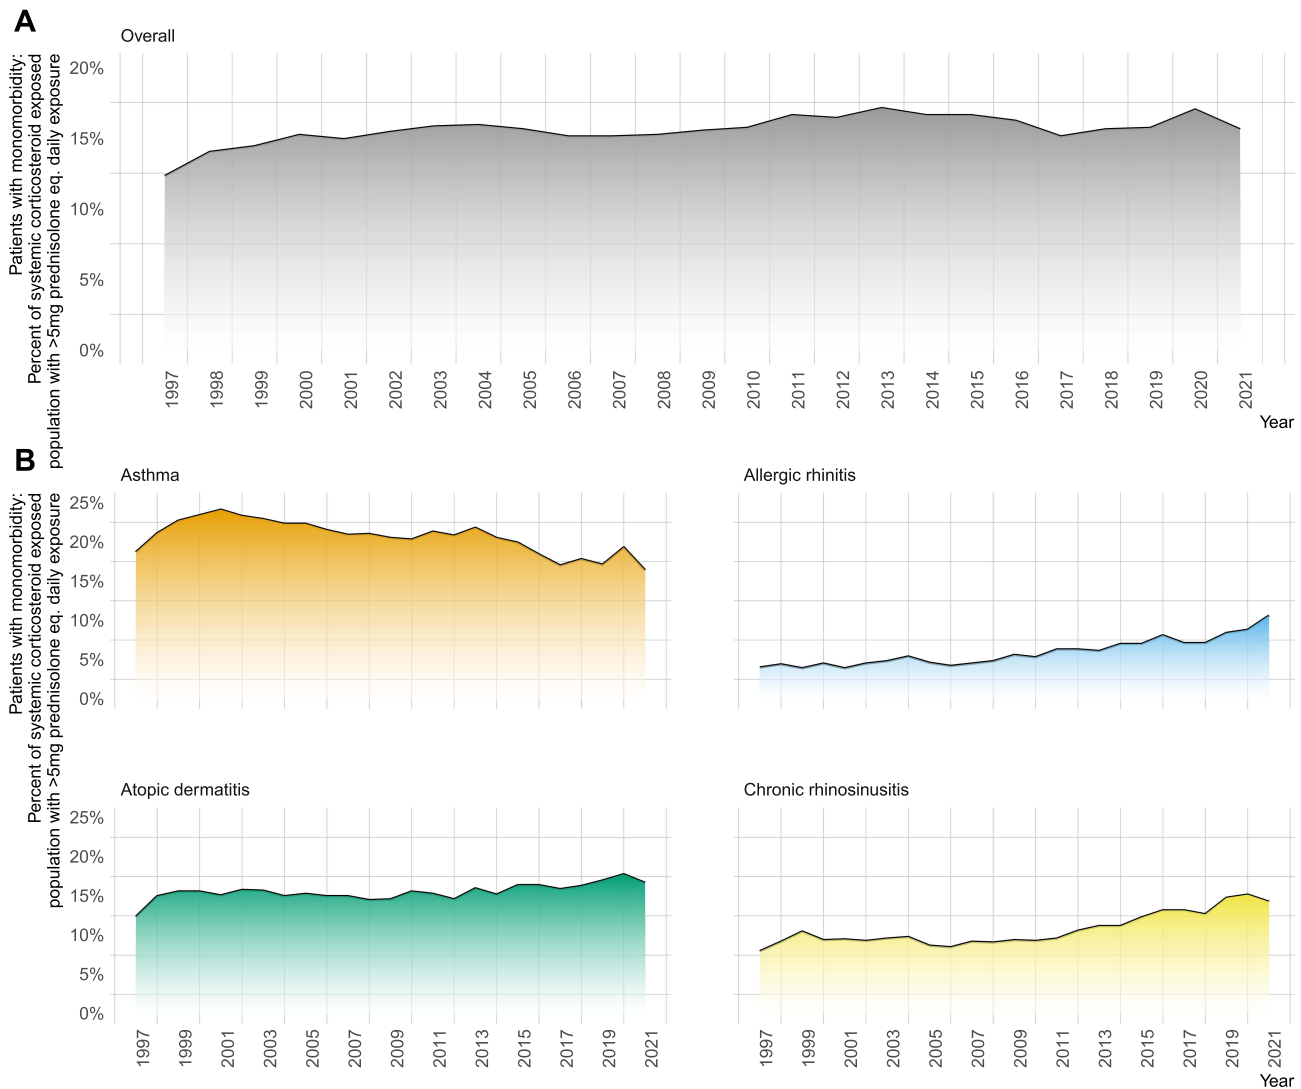 A
Overall
Patients with monomorbidity:
Percent of systemic corticosteroid exposed
population with >5mg prednisolone eq. daily exposure
20%
15%
10%
5%
0%
1997 1998 1999 2000 2001 2002 2003 2004 2005 2006 2007 2008 2009 2010 2011 2012 2013 2014 2015 2016 2017 2018 2019 2020 2021
Year
B
Patients with monomorbidity:
Percent of systemic corticosteroid exposed
population with >5mg prednisolone eq. daily exposure
Asthma
25%
20%
15%
10%
5%
0%
Allergic rhinitis
Atopic dermatitis
25%
20%
15%
10%
5%
0%
1997 1999 2001 2003 2005 2007 2009 2011 2013 2015 2017 2019 2021
Chronic rhinosinusitis
1997 1999 2001 2003 2005 2007 2009 2011 2013 2015 2017 2019 2021
Year